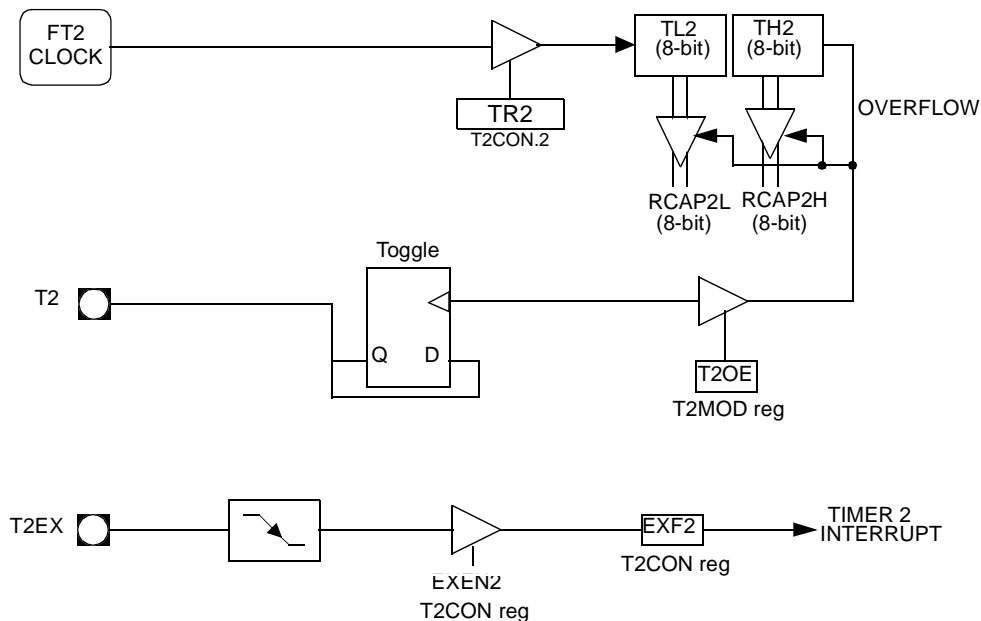 FT2
CLOCK
TL2
(8-bit)
TH2
(8-bit)
TR2
T2CON.2
OVERFLOW
RCAP2L
(8-bit)
RCAP2H
(8-bit)
Toggle
T2
Q
D
T2OE
T2MOD reg
T2EX
EXEN2
T2CON reg
EXF2
T2CON reg
TIMER 2
INTERRUPT